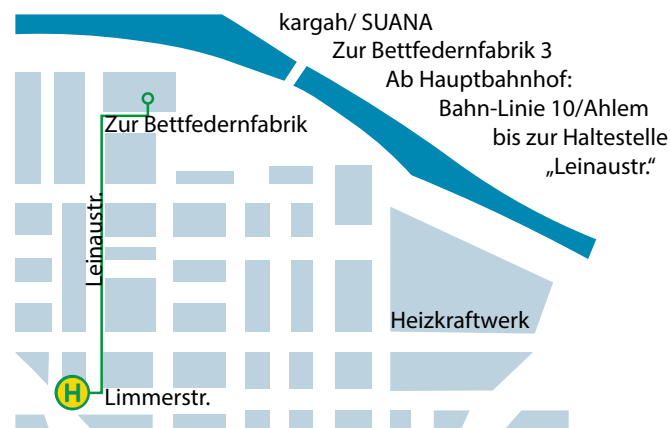 kargah/ SUANA
Zur Bettfedernfabrik 3
Ab Hauptbahnhof:
Bahn-Linie 10/Ahlem
bis zur Haltestelle
„Leinaustr.“
Zur Bettfedernfabrik
Leinaustr.
Heizkraftwerk
H
Limmerstr.